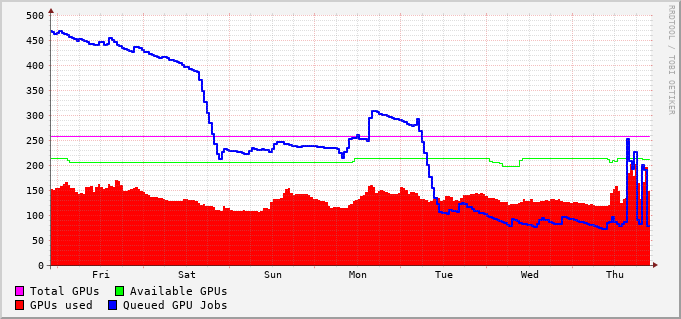 500
450
400
350
300
250
200
150
100
50
0
Fri Sat Sun Mon Tue Wed Thu
Total GPUs Available GPUs
GPUs used Queued GPU Jobs
RRDTOOL / TOBI OETIKER